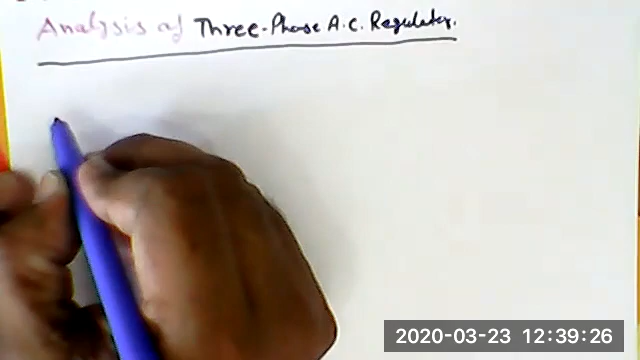 Analysis of Three-Phase A.C. Regulator.
2020-03-23 12:39:26